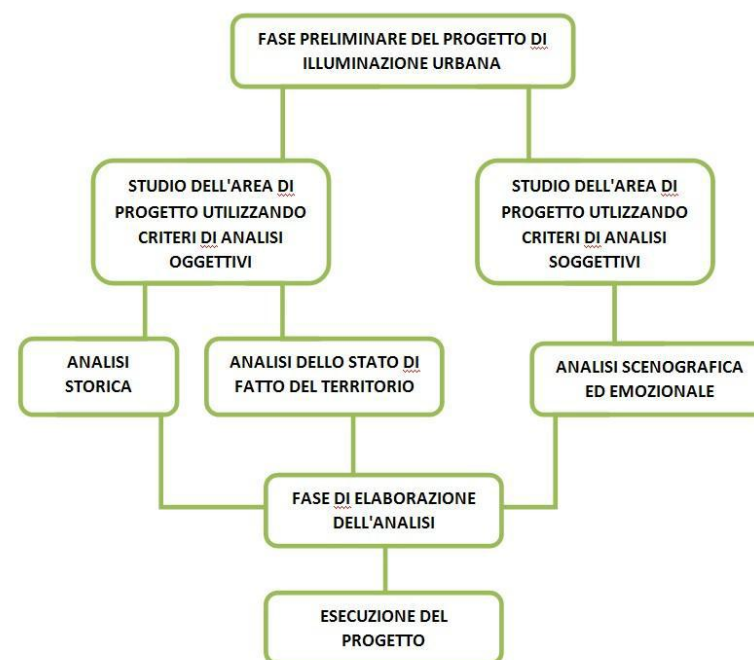 FASE PRELIMINARE DEL PROGETTO DI
ILLUMINAZIONE URBANA
STUDIO DELL'AREA DI
PROGETTO UTILIZZANDO
CRITERI DI ANALISI
OGGETTIVI
STUDIO DELL'AREA DI
PROGETTO UTLIZZANDO
CRITERI DI ANALISI
SOGGETTIVI
ANALISI
STORICA
ANALISI DELLO STATO DI
FATTO DEL TERRITORIO
ANALISI SCENOGRAFICA
ED EMOZIONALE
FASE DI ELABORAZIONE
DELL'ANALISI
ESECUZIONE DEL
PROGETTO